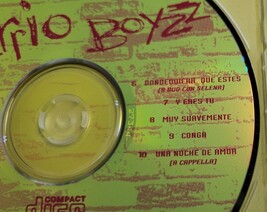 rrio Boyzz
6 DONDEQUIERA QUE ESTES
(A DUO CON SELENA)
7 Y ERES TU
8 MUY SUAVEMENTE
9 CONGA
10 UNA NOCHE DE AMOR
(A CAPPELLA)
COMPACT
disc